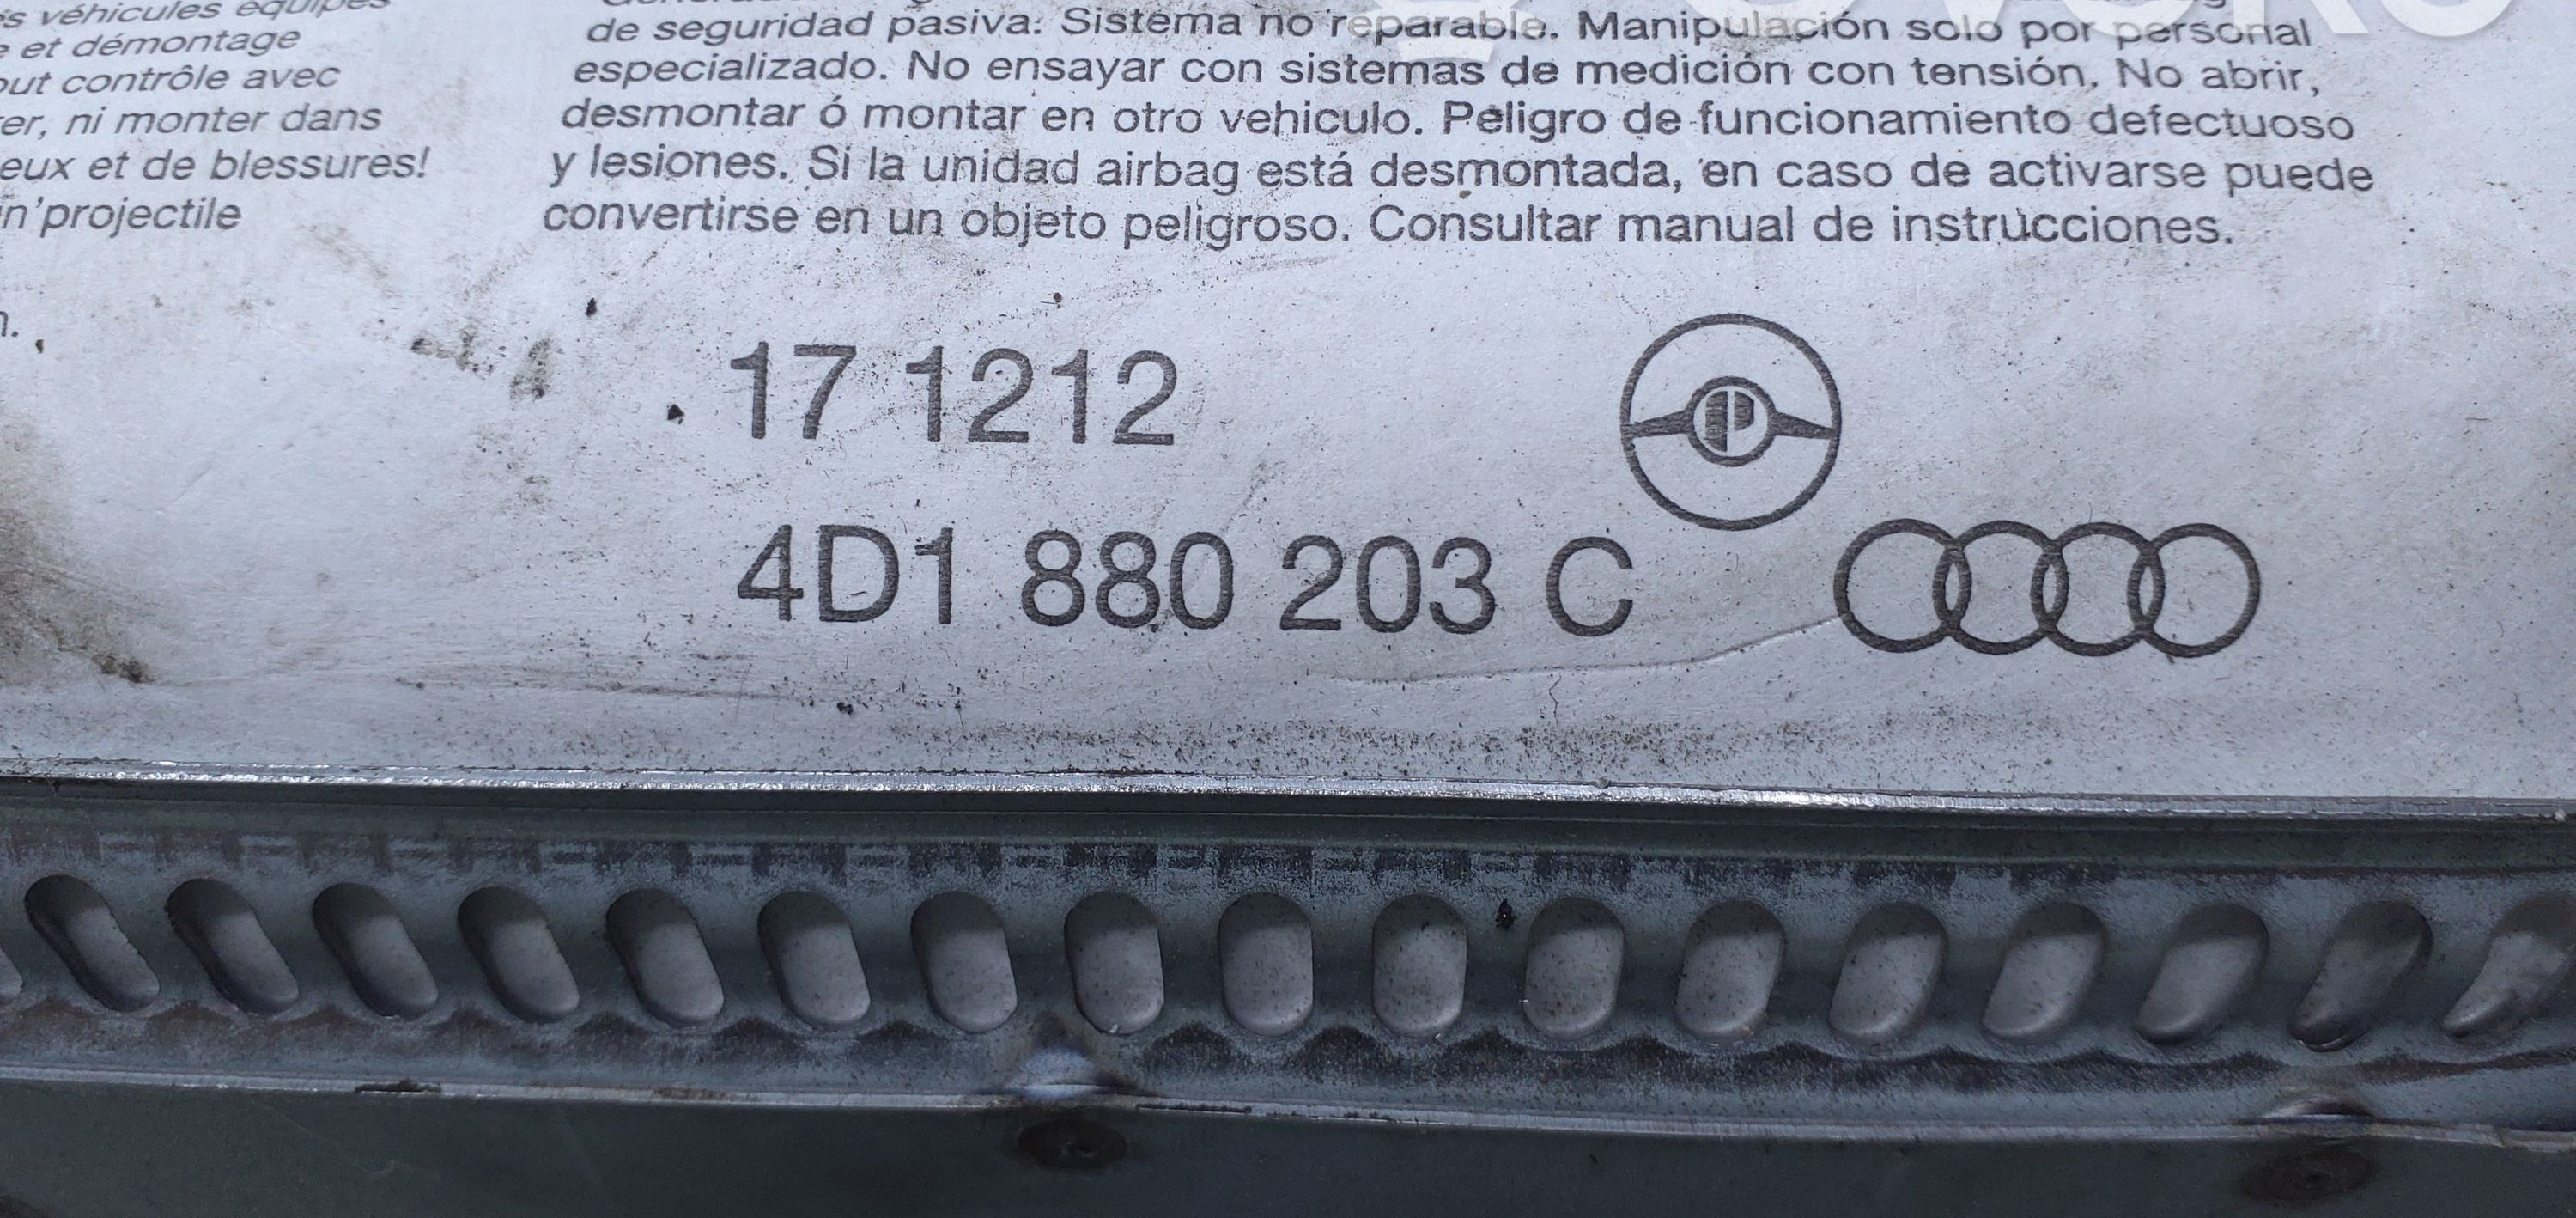 s véhicules équipés
et démontage
out contrôle avec
er, ni monter dans
eux et de blessures!
n'projectile
de seguridad pasiva: Sistema no reparable. Manipulación solo por personal
especializado. No ensayar con sistemas de medición con tensión. No abrir,
desmontar ó montar en otro vehiculo. Peligro de funcionamiento defectuoso
y lesiones. Si la unidad airbag está desmontada, en caso de activarse puede
convertirse en un objeto peligroso. Consultar manual de instrucciones.
17 1212
P
4D1 880 203 C